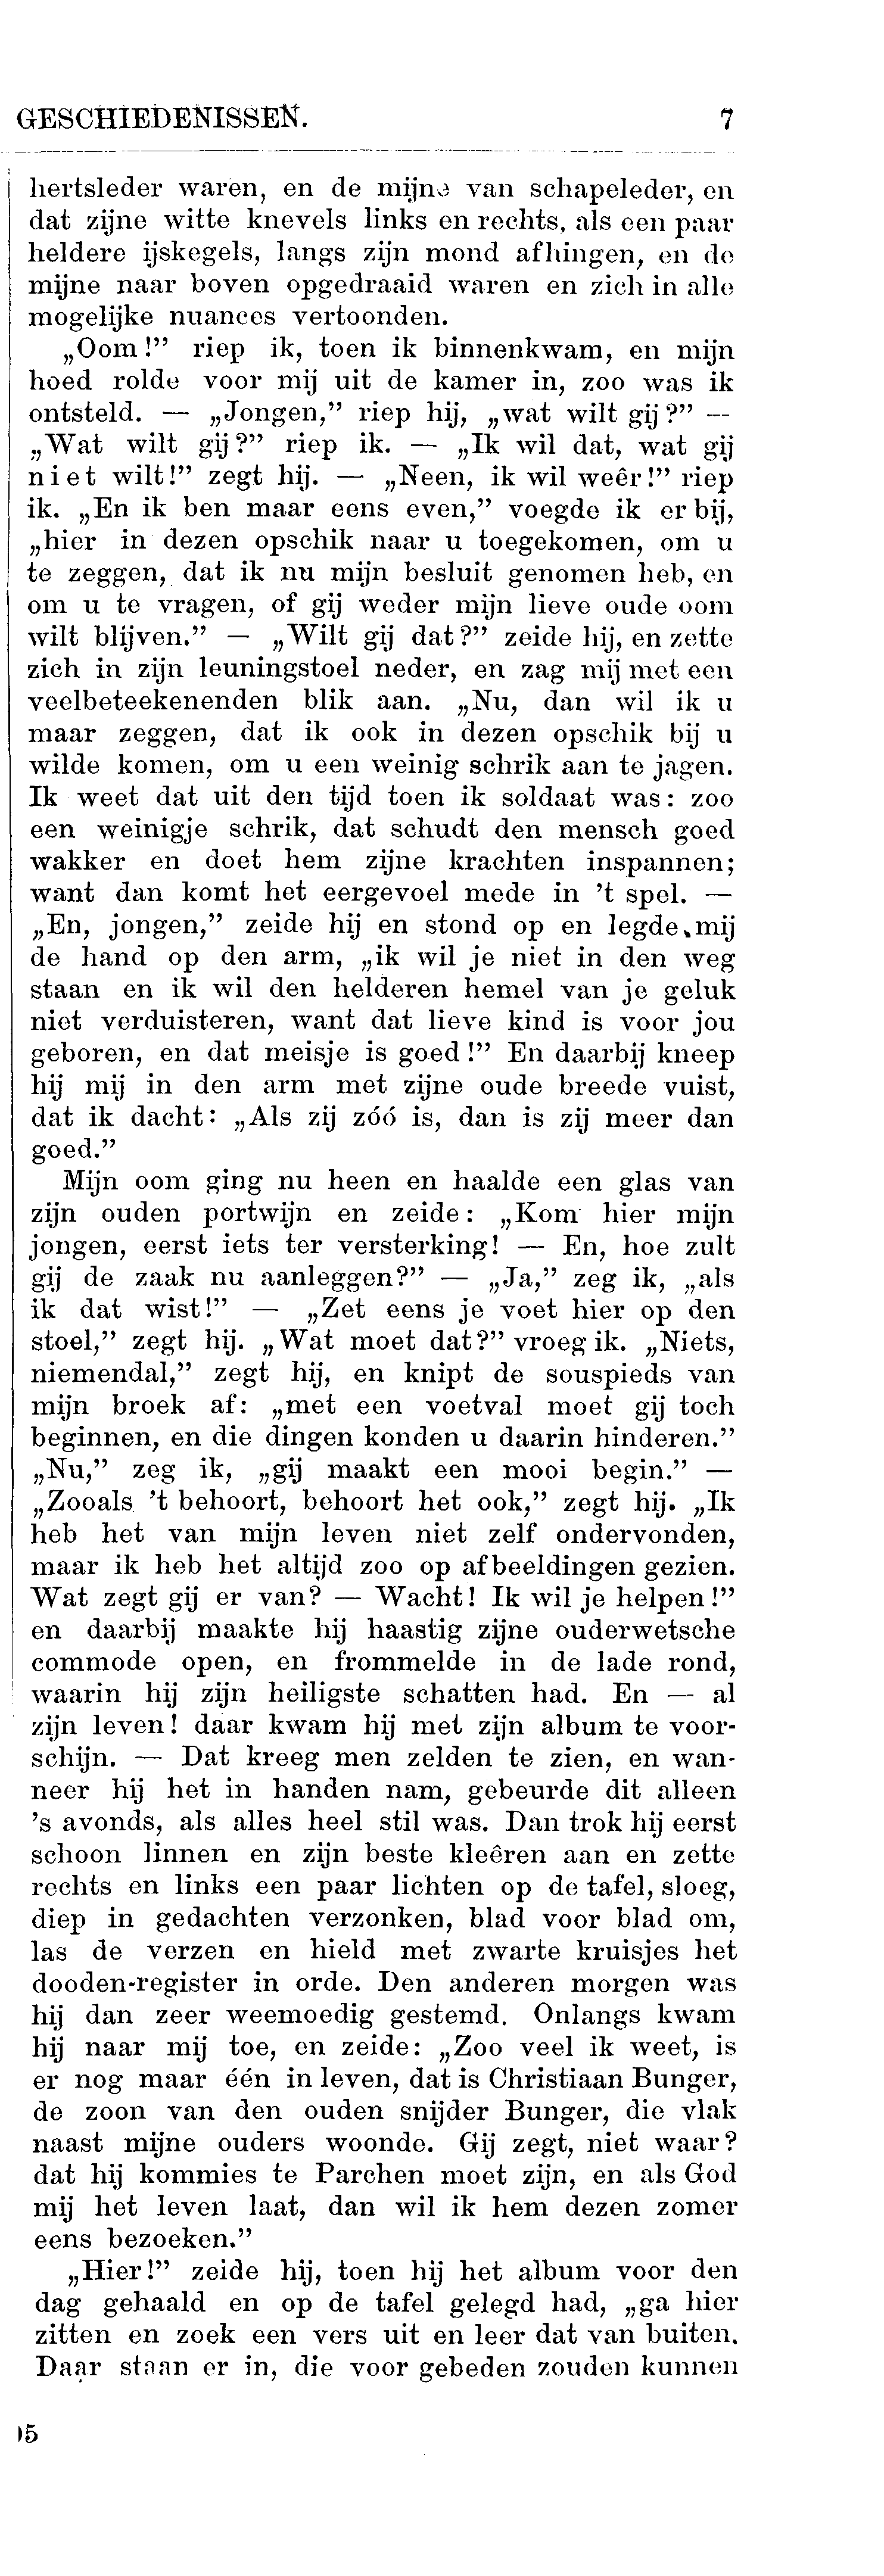 GESCHIEDENISSEN. 7
hertsleder waren, en de mijne van schapeleder, en
dat zijne witte knevels links en rechts, als een paar
heldere ijskegels, langs zijn mond afhingen, en de
mijne naar boven opgedraaid waren en zich in alle
mogelijke nuances vertoonden.
„Oom!” riep ik, toen ik binnenkwam, en mijn
hoed rolde voor mij uit de kamer in, zoo was ik
ontsteld. — „Jongen,” riep hij, „wat wilt gij?” —
„Wat wilt gij?” riep ik. — „Ik wil dat, wat gij
niet wilt!” zegt hij. — „Neen, ik wil weêr!” riep
ik. „En ik ben maar eens even,” voegde ik er bij,
„hier in dezen opschik naar u toegekomen, om u
te zeggen, dat ik nu mijn besluit genomen heb, en
om u te vragen, of gij weder mijn lieve oude oom
wilt blijven.” — „Wilt gij dat?” zeide hij, en zette
zich in zijn leuningstoel neder, en zag mij met een
veelbeteekenenden blik aan. „Nu, dan wil ik u
maar zeggen, dat ik ook in dezen opschik bij u
wilde komen, om u een weinig schrik aan te jagen.
Ik weet dat uit den tijd toen ik soldaat was: zoo
een weinigje schrik, dat schudt den mensch goed
wakker en doet hem zijne krachten inspannen;
want dan komt het eergevoel mede in ’t spel. —
„En, jongen,” zeide hij en stond op en legde mij
de hand op den arm, „ik wil je niet in den weg
staan en ik wil den helderen hemel van je geluk
niet verduisteren, want dat lieve kind is voor jou
geboren, en dat meisje is goed!” En daarbij kneep
hij mij in den arm met zijne oude breede vuist,
dat ik dacht: „Als zij zóó is, dan is zij meer dan
goed.”
Mijn oom ging nu heen en haalde een glas van
zijn ouden portwijn en zeide: „Kom hier mijn
jongen, eerst iets ter versterking! — En, hoe zult
gij de zaak nu aanleggen?” — „Ja,” zeg ik, „als
ik dat wist!” — „Zet eens je voet hier op den
stoel,” zegt hij. „Wat moet dat?” vroeg ik. „Niets,
niemendal,” zegt hij, en knipt de souspieds van
mijn broek af: „met een voetval moet gij toch
beginnen, en die dingen konden u daarin hinderen.”
„Nu,” zeg ik, „gij maakt een mooi begin.” —
„Zooals ’t behoort, behoort het ook,” zegt hij. „Ik
heb het van mijn leven niet zelf ondervonden,
maar ik heb het altijd zoo op afbeeldingen gezien.
Wat zegt gij er van? — Wacht! Ik wil je helpen!”
en daarbij maakte hij haastig zijne ouderwetsche
commode open, en frommelde in de lade rond,
waarin hij zijn heiligste schatten had. En — al
zijn leven! daar kwam hij met zijn album te voor-
schijn. — Dat kreeg men zelden te zien, en wan-
neer hij het in handen nam, gebeurde dit alleen
’s avonds, als alles heel stil was. Dan trok hij eerst
schoon linnen en zijn beste kleêren aan en zette
rechts en links een paar lichten op de tafel, sloeg,
diep in gedachten verzonken, blad voor blad om,
las de verzen en hield met zwarte kruisjes het
dooden-register in orde. Den anderen morgen was
hij dan zeer weemoedig gestemd. Onlangs kwam
hij naar mij toe, en zeide: „Zoo veel ik weet, is
er nog maar één in leven, dat is Christiaan Bunger,
de zoon van den ouden snijder Bunger, die vlak
naast mijne ouders woonde. Gij zegt, niet waar?
dat hij kommies te Parchen moet zijn, en als God
mij het leven laat, dan wil ik hem dezen zomer
eens bezoeken.”
„Hier!” zeide hij, toen hij het album voor den
dag gehaald en op de tafel gelegd had, „ga hier
zitten en zoek een vers uit en leer dat van buiten.
Daar staan er in, die voor gebeden zouden kunnen
5